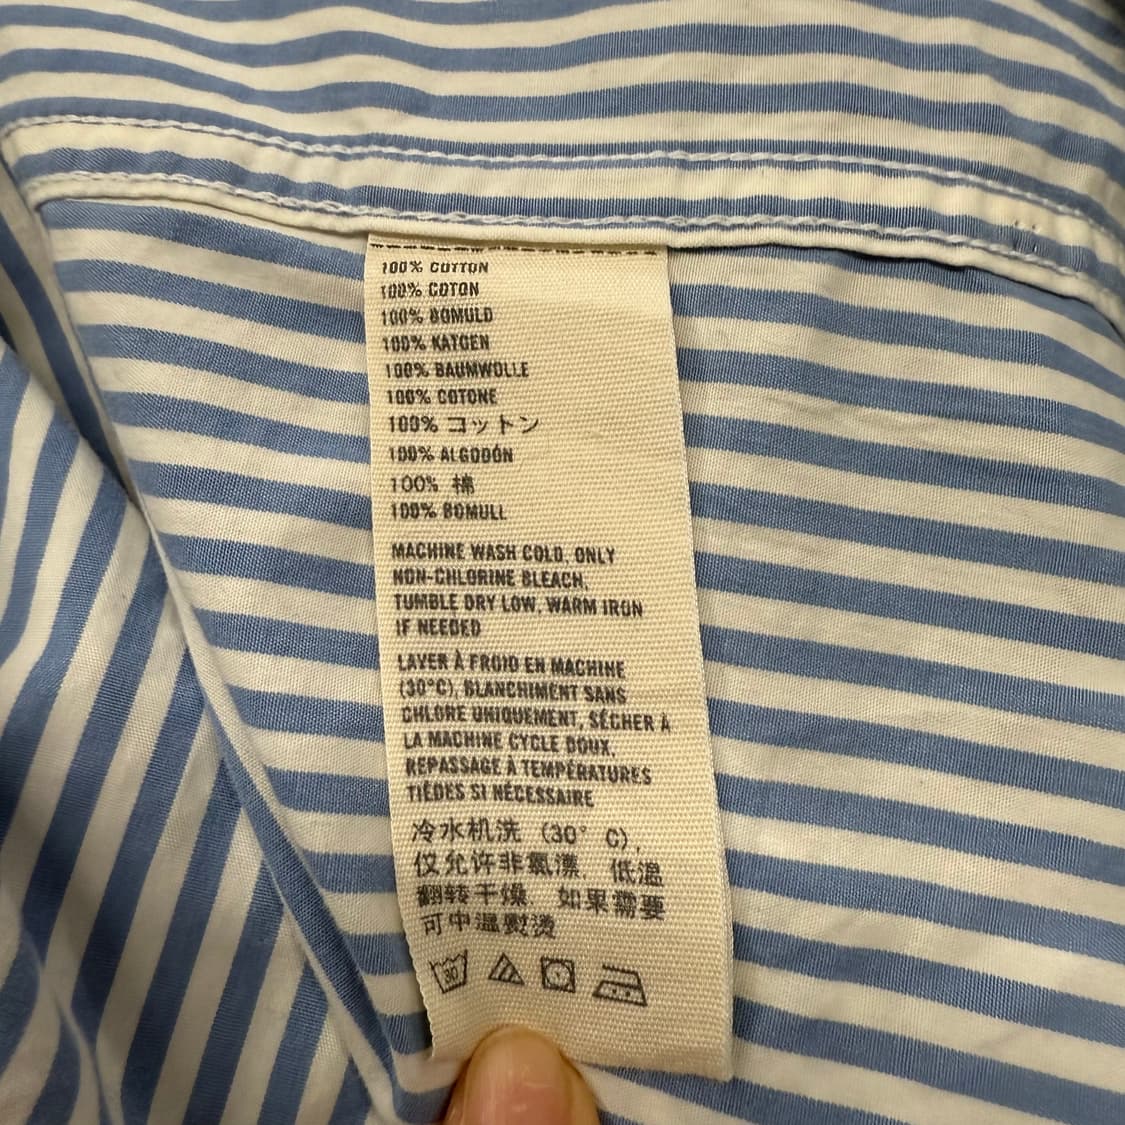 100% COTTON
100% COTON
100% BOMULD
100% KATOEN
100% BAUMWOLLE
100% COTONE
100% コットン
100% ALGODÓN
100% 棉
100% BOMULL
MACHINE WASH COLD, ONLY
NON-CHLORINE BLEACH,
TUMBLE DRY LOW, WARM IRON
IF NEEDED
LAVER À FROID EN MACHINE
(30°C), BLANCHIMENT SANS
CHLORE UNIQUEMENT, SÉCHER À
LA MACHINE CYCLE DOUX,
REPASSAGE À TEMPÉRATURES
TIÈDES SI NÉCESSAIRE
冷水机洗 (30° C),
仅允许非氯漂, 低温
翻转干燥, 如果需要
可中温熨烫
30